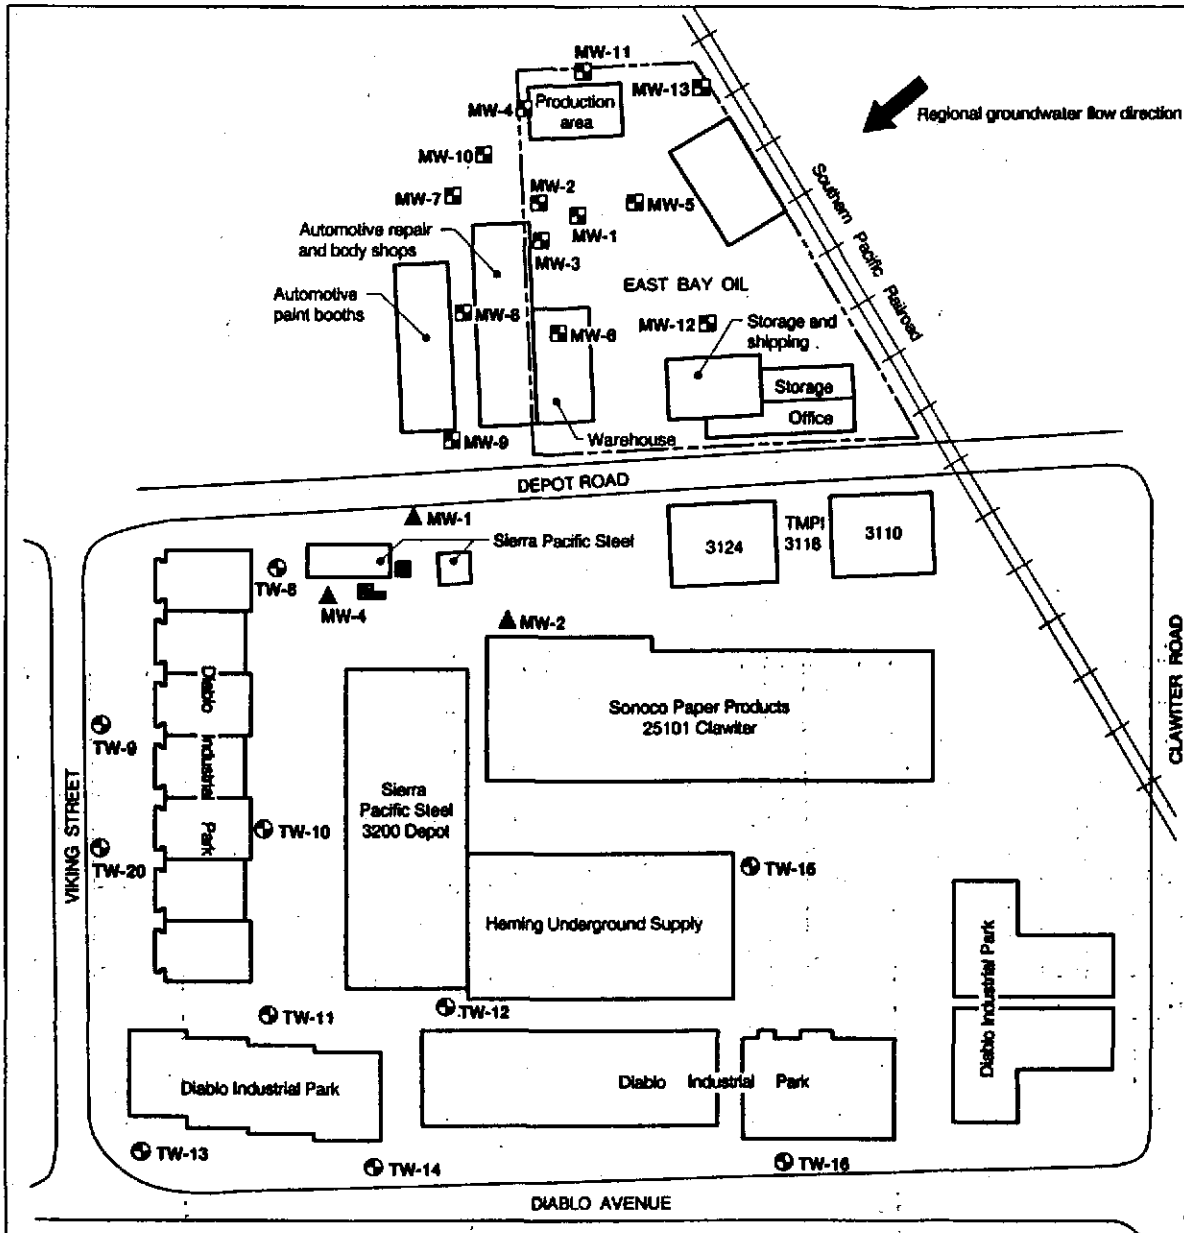 MW-11
MW-13
MW-4
Production
area
Regional groundwater flow direction
MW-10
MW-7
MW-2
MW-5
MW-1
MW-3
Automotive repair
and body shops
Southern Pacific Railroad
EAST BAY OIL
Automotive
paint booths
MW-8
MW-6
MW-12
Storage and
shipping
Storage
Office
MW-9
Warehouse
DEPOT ROAD
MW-1
Sierra Pacific Steel
3124
TMPI
3116
3110
TW-8
MW-4
MW-2
Diablo Industrial Park
Sonoco Paper Products
25101 Clawiter
CLAWITER ROAD
TW-9
VIKING STREET
Sierra
Pacific Steel
3200 Depot
TW-10
TW-20
TW-15
Heming Underground Supply
Diablo Industrial Park
TW-11
TW-12
Diablo Industrial Park
Diablo Industrial Park
TW-13
TW-14
TW-16
DIABLO AVENUE